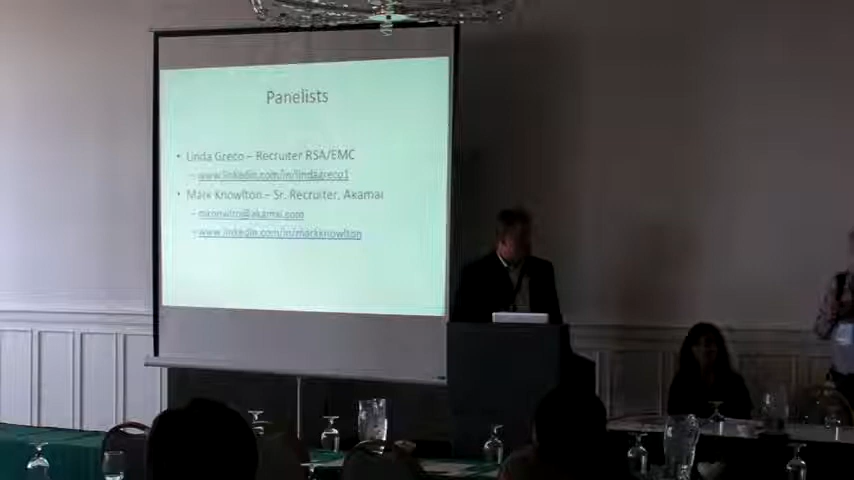 Panelists
• Linda Greco – Recruiter RSA/EMC
– www.linkedin.com/in/lindagreco1
• Mark Knowlton – Sr. Recruiter, Akamai
– www.linkedin.com/in/markknowlton